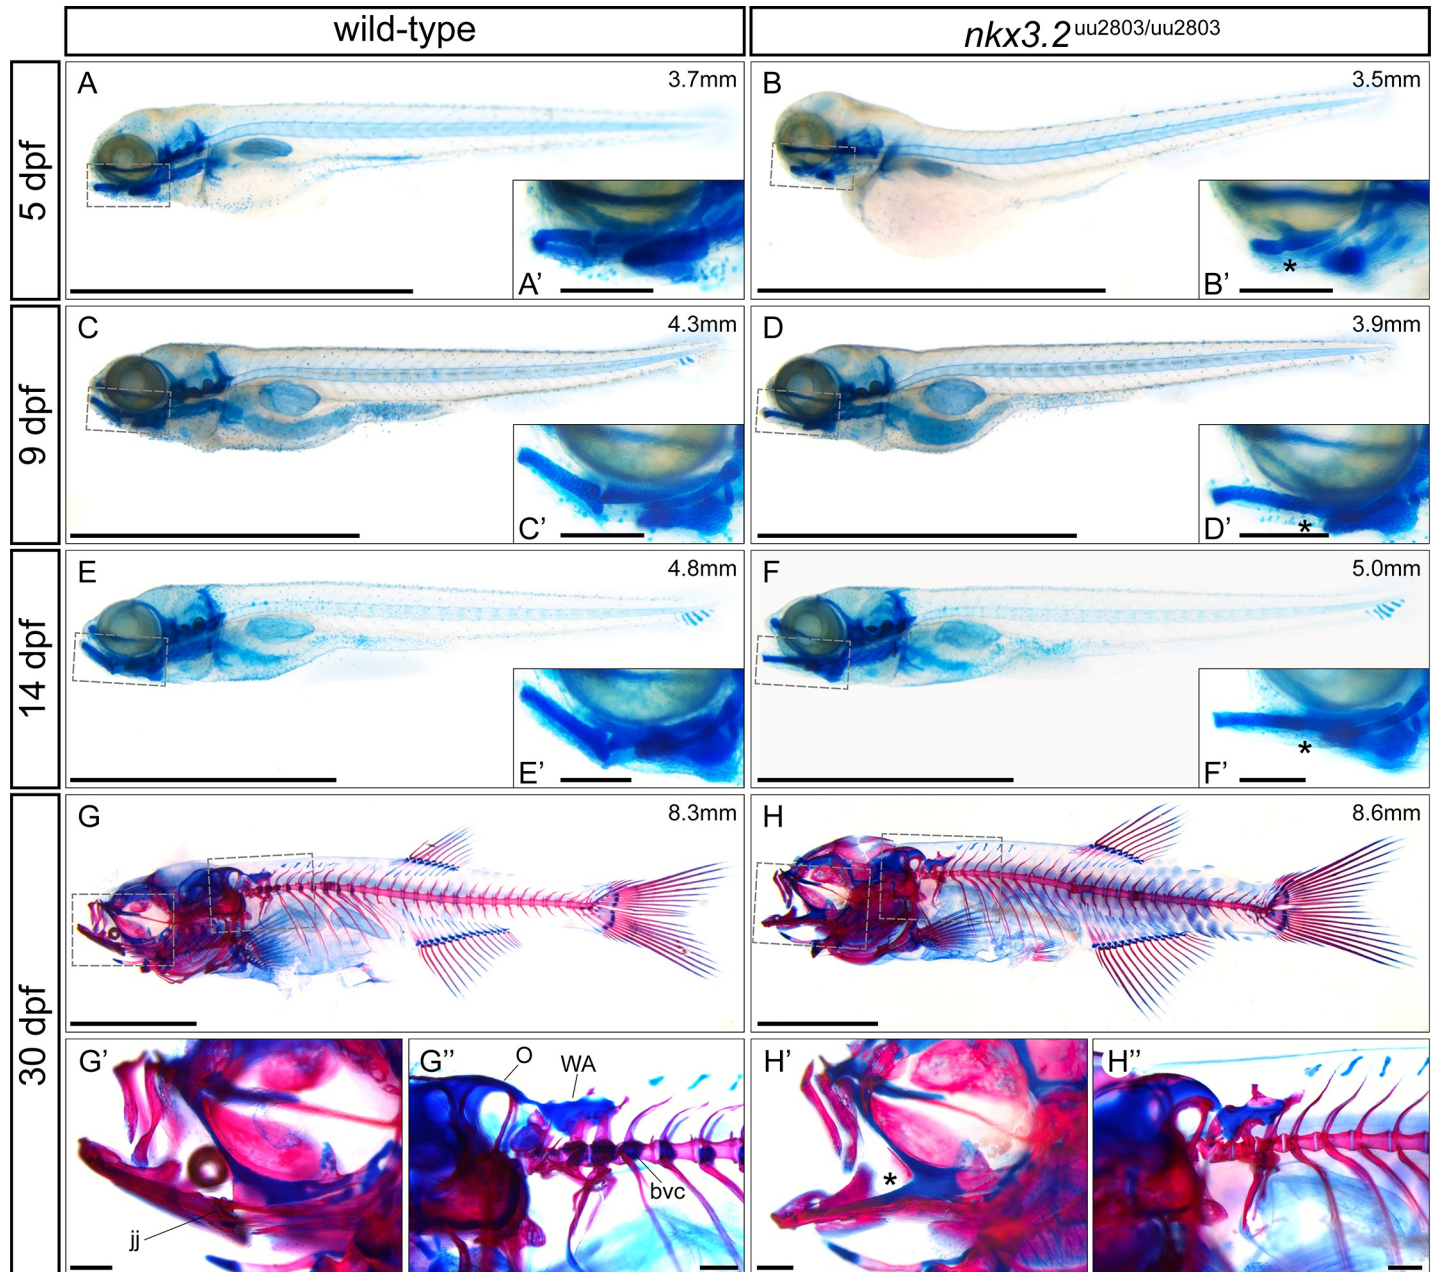 wild-type
nkx3.2uu2803/uu2803
5 dpf
A
3.7mm
A’
B
3.5mm
*
B’
9 dpf
C
4.3mm
C’
D
3.9mm
*
D’
14 dpf
E
4.8mm
E’
F
5.0mm
*
F’
30 dpf
G
8.3mm
H
8.6mm
G’
jj
G’’
O
WA
bvc
H’
*
H’’